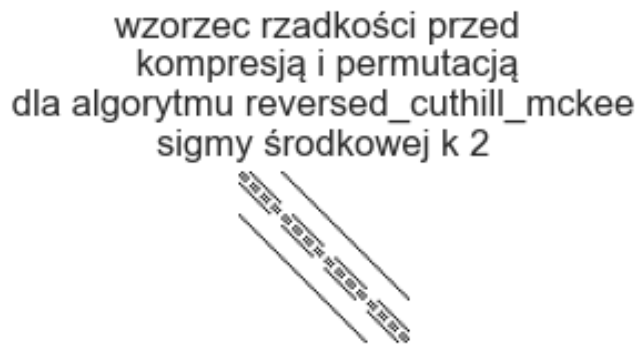 wzorzec rzadkości przed
kompresją i permutacją
dla algorytmu reversed_cuthill_mckee
sigmy środkowej k 2